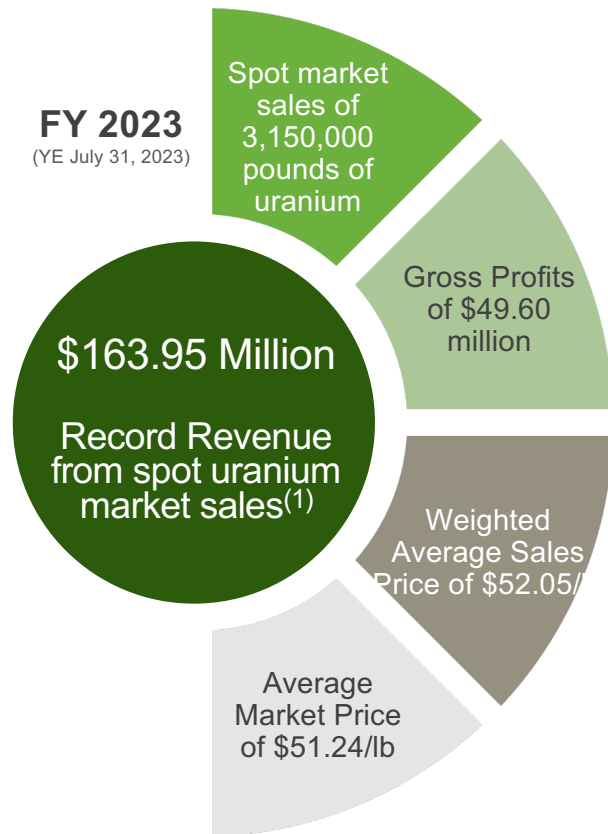 FY 2023
(YE July 31, 2023)
Spot market
sales of
3,150,000
pounds of
uranium
Gross Profits
of $49.60
million
$163.95 Million
Record Revenue
from spot uranium
market sales(1)
Weighted
Average Sales
Price of $52.05/
Average
Market Price
of $51.24/lb